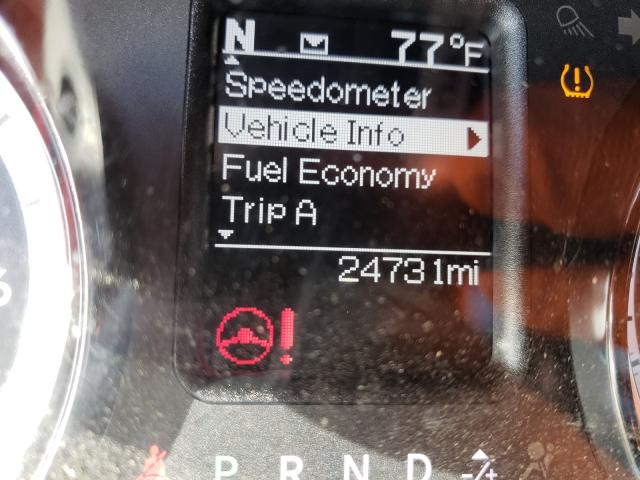 N 77°F
Speedometer
Vehicle Info
Fuel Economy
Trip A
24731mi
!
P R N D -/+